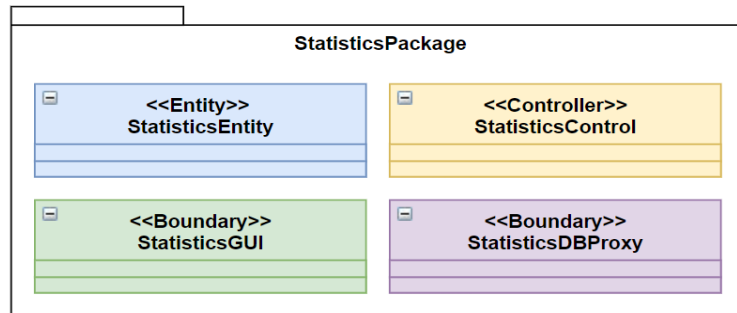 StatisticsPackage
<<Entity>>
StatisticsEntity
<<Controller>>
StatisticsControl
<<Boundary>>
StatisticsGUI
<<Boundary>>
StatisticsDBProxy